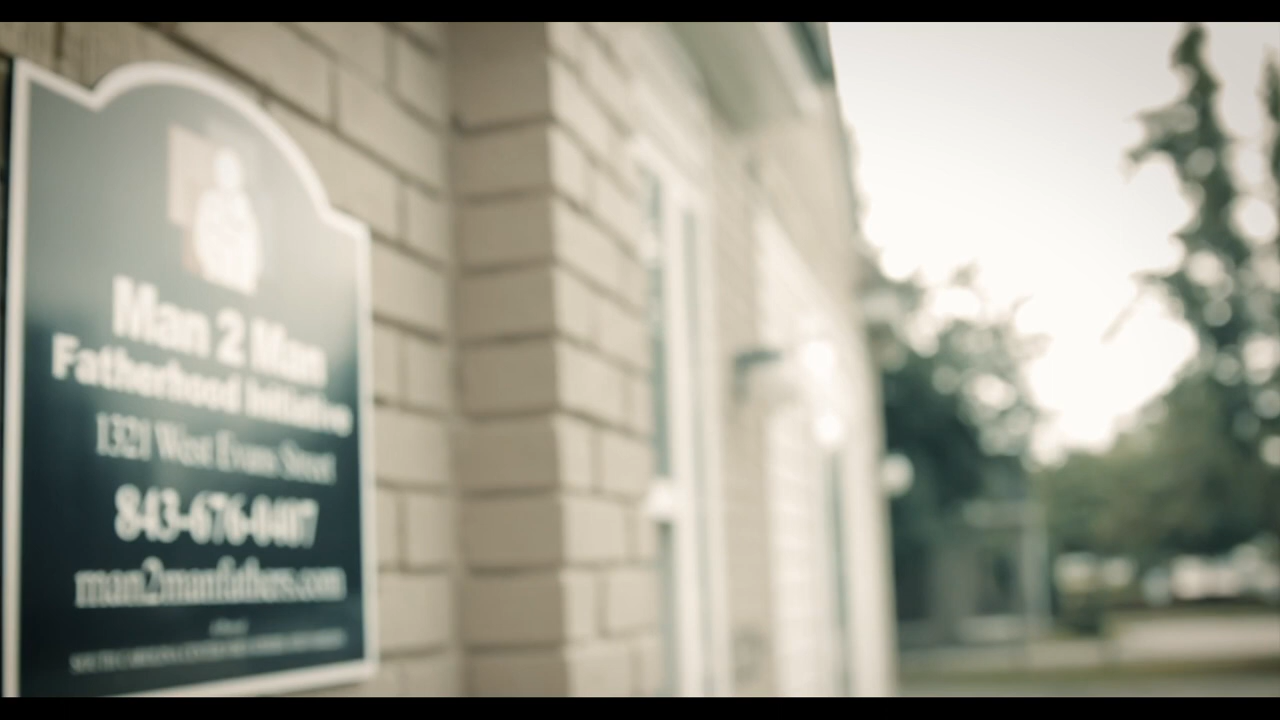 Man 2 Man
Fatherhood Initiative
1321 West Evans Street
843-676-0407
man2manfathers.com